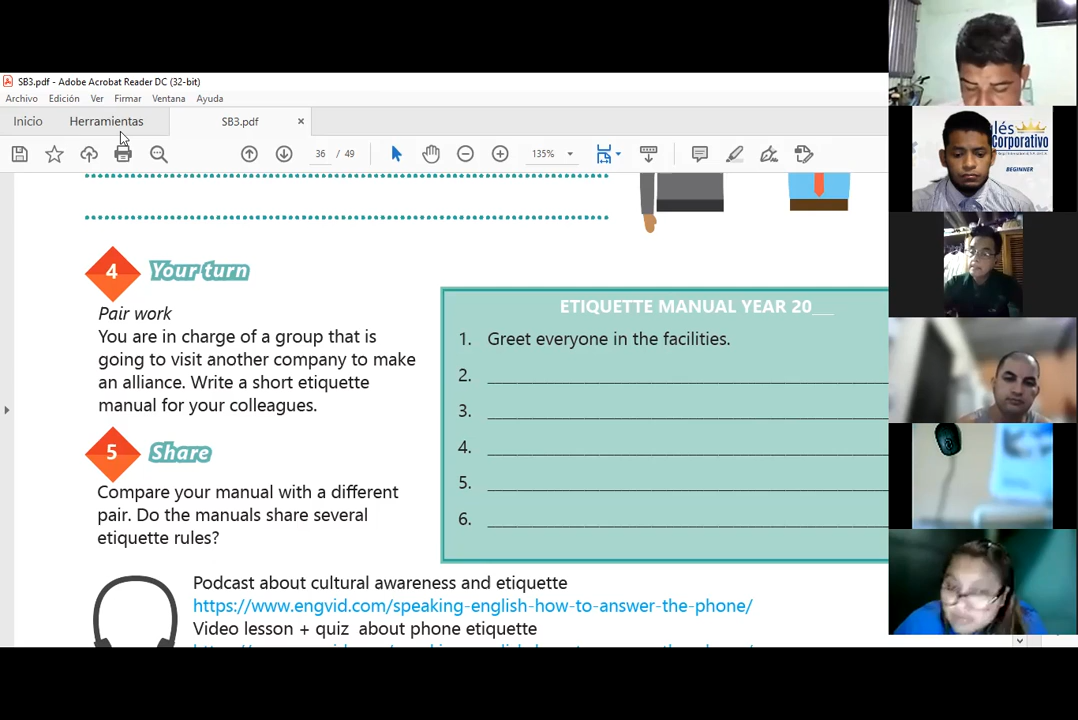 SB3.pdf - Adobe Acrobat Reader DC (32-bit)
Archivo Edición Ver Firmar Ventana Ayuda
Inicio Herramientas SB3.pdf ×
36 / 49 135%
4 Your turn
Pair work
You are in charge of a group that is
going to visit another company to make
an alliance. Write a short etiquette
manual for your colleagues.
5 Share
Compare your manual with a different
pair. Do the manuals share several
etiquette rules?
ETIQUETTE MANUAL YEAR 20__
1. Greet everyone in the facilities.
2.
3.
4.
5.
6.
Podcast about cultural awareness and etiquette
https://www.engvid.com/speaking-english-how-to-answer-the-phone/
Video lesson + quiz about phone etiquette
lés
Corporativo
BEGINNER